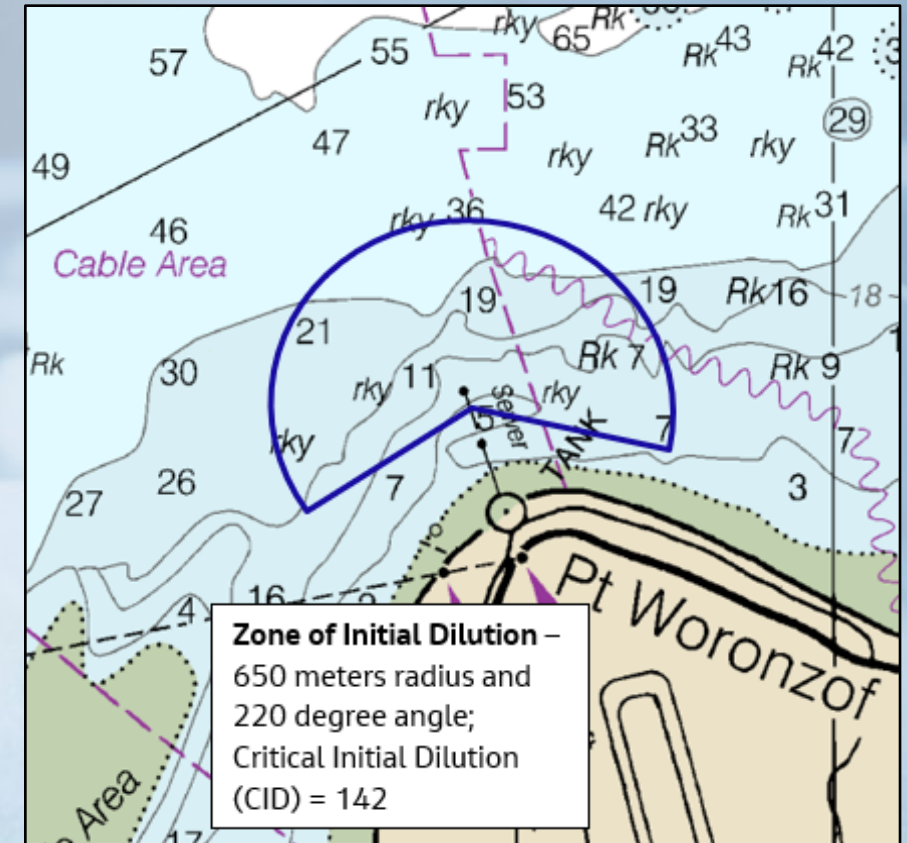 rky
Rk
65
Rk 43
Rk 42
57
55
53
rky
29
47
rky
Rk 33
rky
49
36
42 rky
Rk 31
rky
46
Cable Area
19
19
Rk 16
18
21
Rk
30
rky
11
rky
Rk 7
Rk 9
Sewer
5
TANK
7
7
rky
26
7
3
27
4
16
Pt Woronzof
Zone of Initial Dilution –
650 meters radius and
220 degree angle;
Critical Initial Dilution
(CID) = 142
Area
17